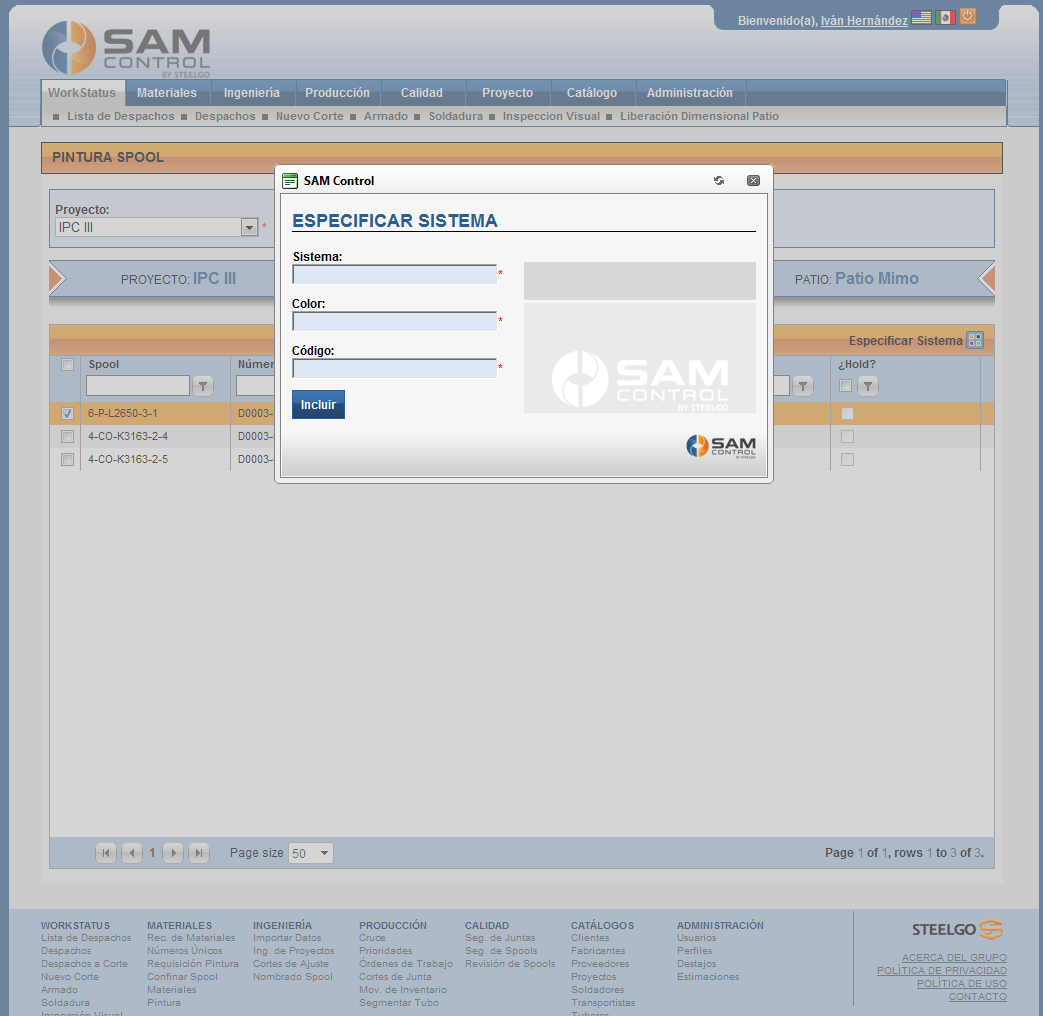 Bienvenido(a), Iván Hernández
SAM
CONTROL
BY STEELGO
WorkStatus Materiales Ingeniería Producción Calidad Proyecto Catálogo Administración
Lista de Despachos Despachos Nuevo Corte Armado Soldadura Inspeccion Visual Liberación Dimensional Patio
PINTURA SPOOL
Proyecto:
IPC III
*
PROYECTO: IPC III
PATIO: Patio Mimo
Especificar Sistema
Spool
Númer
¿Hold?
6-P-L2650-3-1 D0003-
4-CO-K3163-2-4 D0003-
4-CO-K3163-2-5 D0003-
SAM Control
ESPECIFICAR SISTEMA
Sistema:
*
Color:
*
Código:
*
Incluir
SAM
CONTROL
BY STEELGO
SAM
CONTROL
1 Page size 50
Page 1 of 1, rows 1 to 3 of 3.
WORKSTATUS
Lista de Despachos
Despachos
Despachos a Corte
Nuevo Corte
Armado
Soldadura
Inspección Visual
MATERIALES
Rec. de Materiales
Números Únicos
Requisición Pintura
Confinar Spool
Materiales
Pintura
INGENIERÍA
Importar Datos
Ing. de Proyectos
Cortes de Ajuste
Nombrado Spool
PRODUCCIÓN
Cruce
Prioridades
Órdenes de Trabajo
Cortes de Junta
Mov. de Inventario
Segmentar Tubo
CALIDAD
Seg. de Juntas
Seg. de Spools
Revisión de Spools
CATÁLOGOS
Clientes
Fabricantes
Proveedores
Proyectos
Soldadores
Transportistas
Tuberos
ADMINISTRACIÓN
Usuarios
Perfiles
Destajos
Estimaciones
STEELGO
ACERCA DEL GRUPO
POLÍTICA DE PRIVACIDAD
POLÍTICA DE USO
CONTACTO